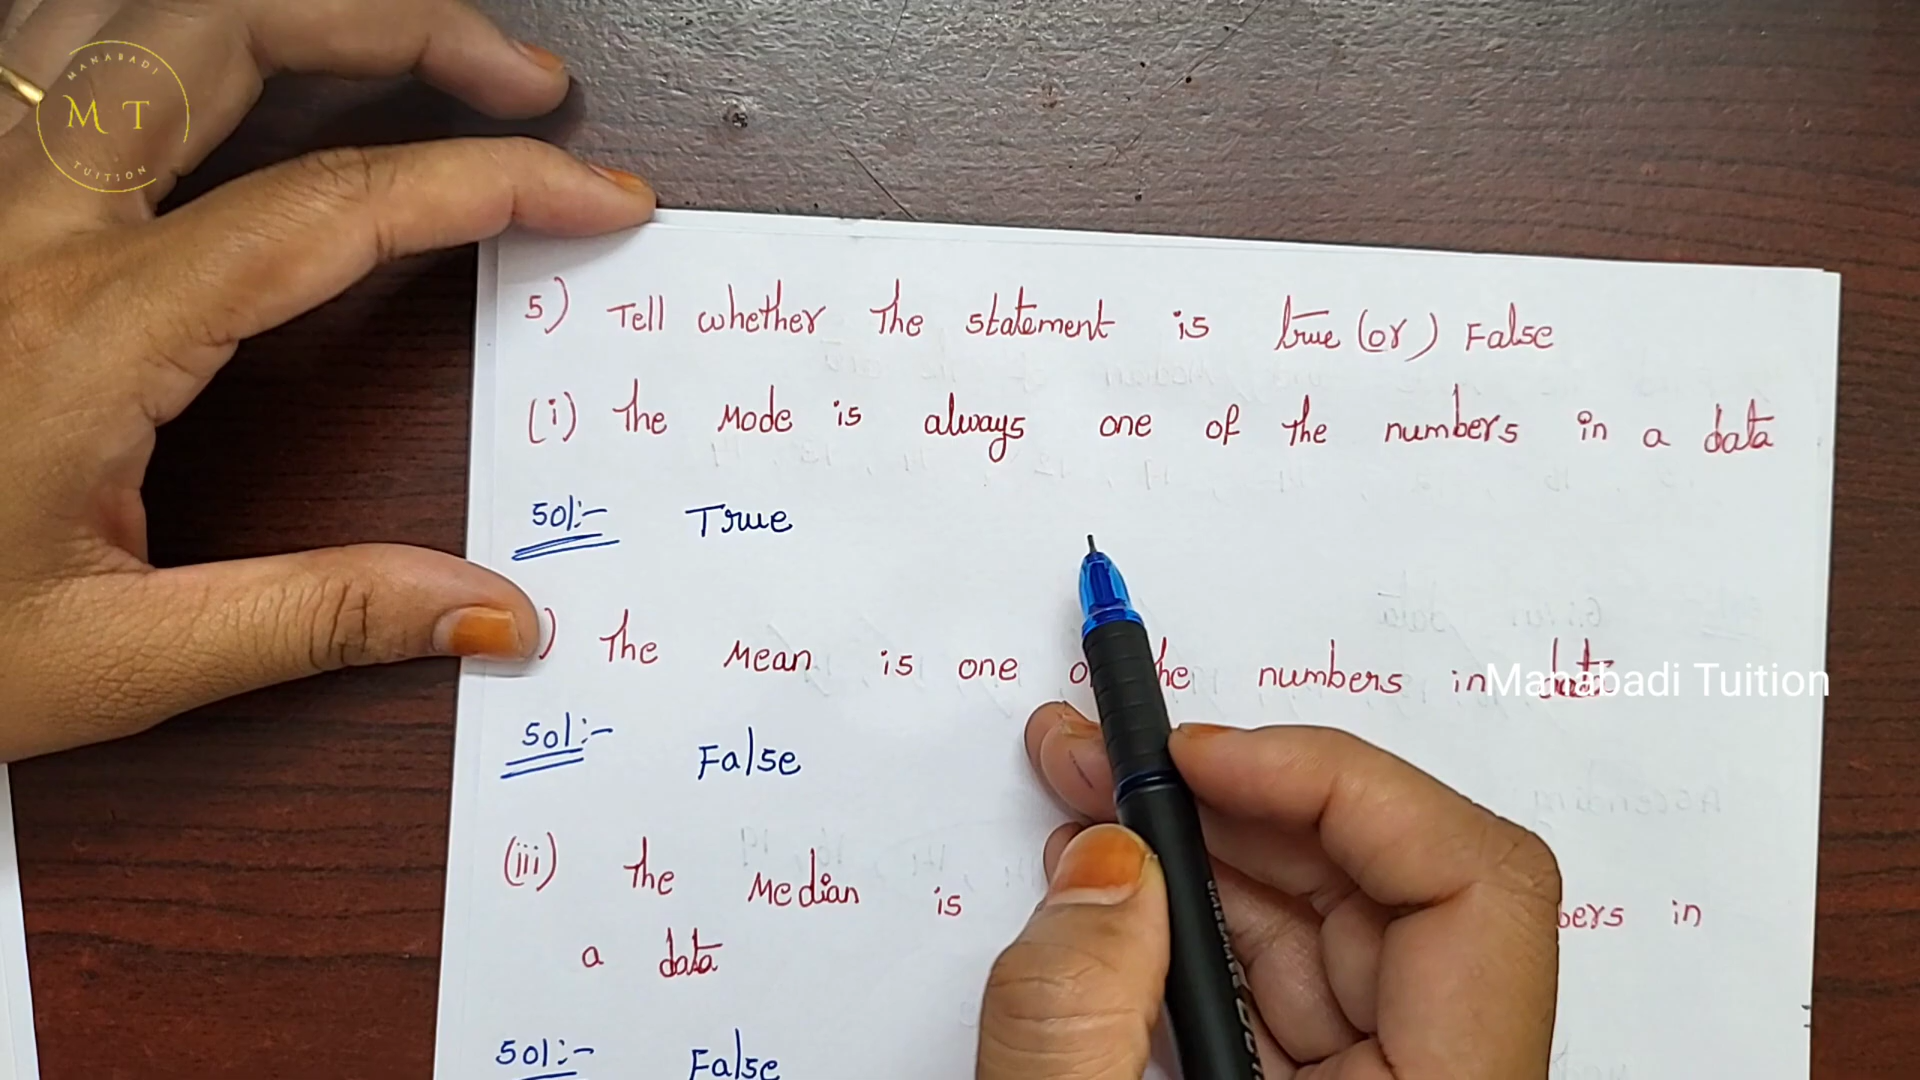 MANABADI
M T
TUITION
5) Tell whether the statement is true (or) False
(i) the Mode is always one of the numbers in a data
Sol:- True
) the Mean is one the numbers in data
Manabadi Tuition
Sol:- False
(iii) the Median is in
a data
Sol:- False